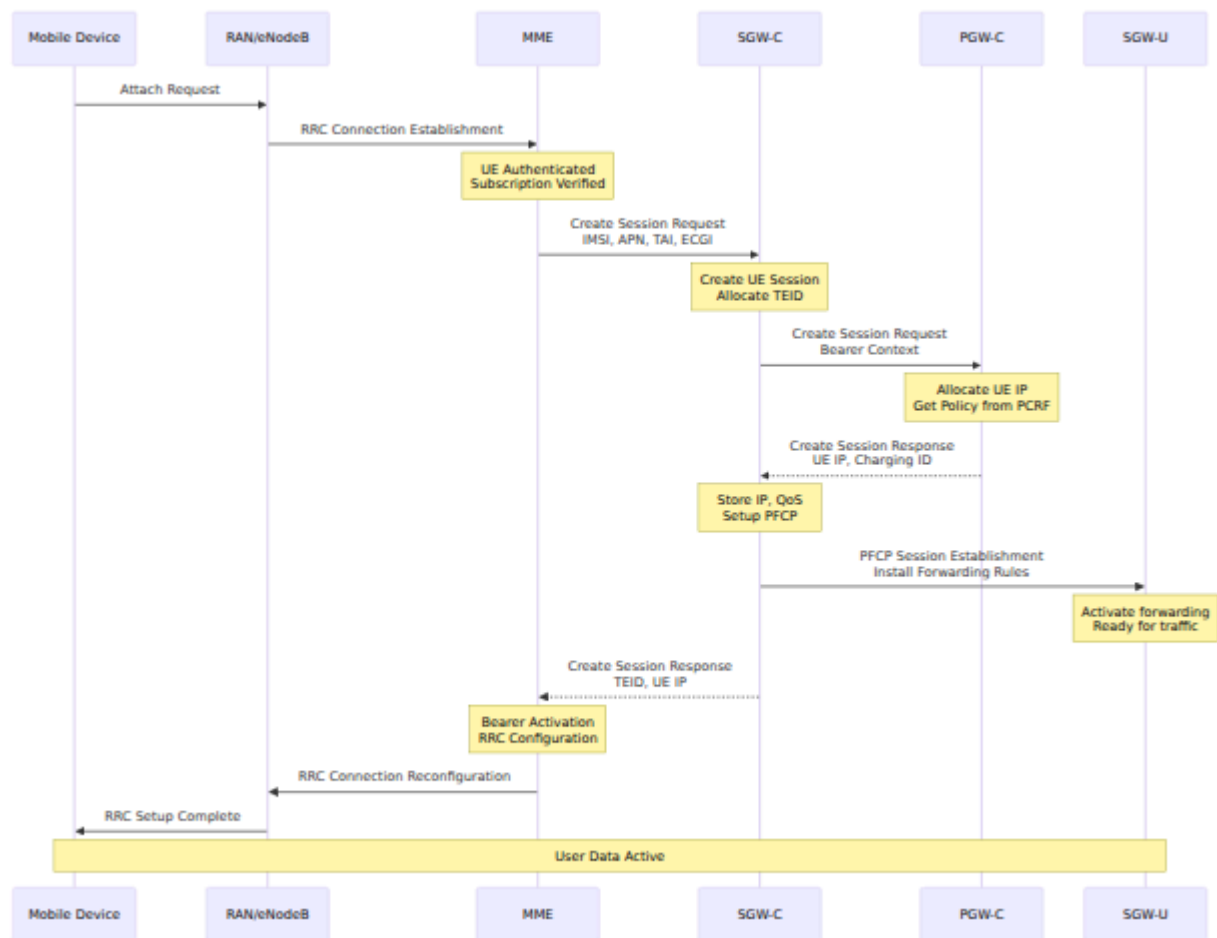 Mobile Device
RAN/eNodeB
MME
SGW-C
PGW-C
SGW-U
Attach Request
RRC Connection Establishment
UE Authenticated
Subscription Verified
Create Session Request
IMSI, APN, TAI, ECGI
Create UE Session
Allocate TEID
Create Session Request
Bearer Context
Allocate UE IP
Get Policy from PCRF
Create Session Response
UE IP, Charging ID
Store IP, QoS
Setup PFCP
PFCP Session Establishment
Install Forwarding Rules
Activate forwarding
Ready for traffic
Create Session Response
TEID, UE IP
Bearer Activation
RRC Configuration
RRC Connection Reconfiguration
RRC Setup Complete
User Data Active
Mobile Device
RAN/eNodeB
MME
SGW-C
PGW-C
SGW-U